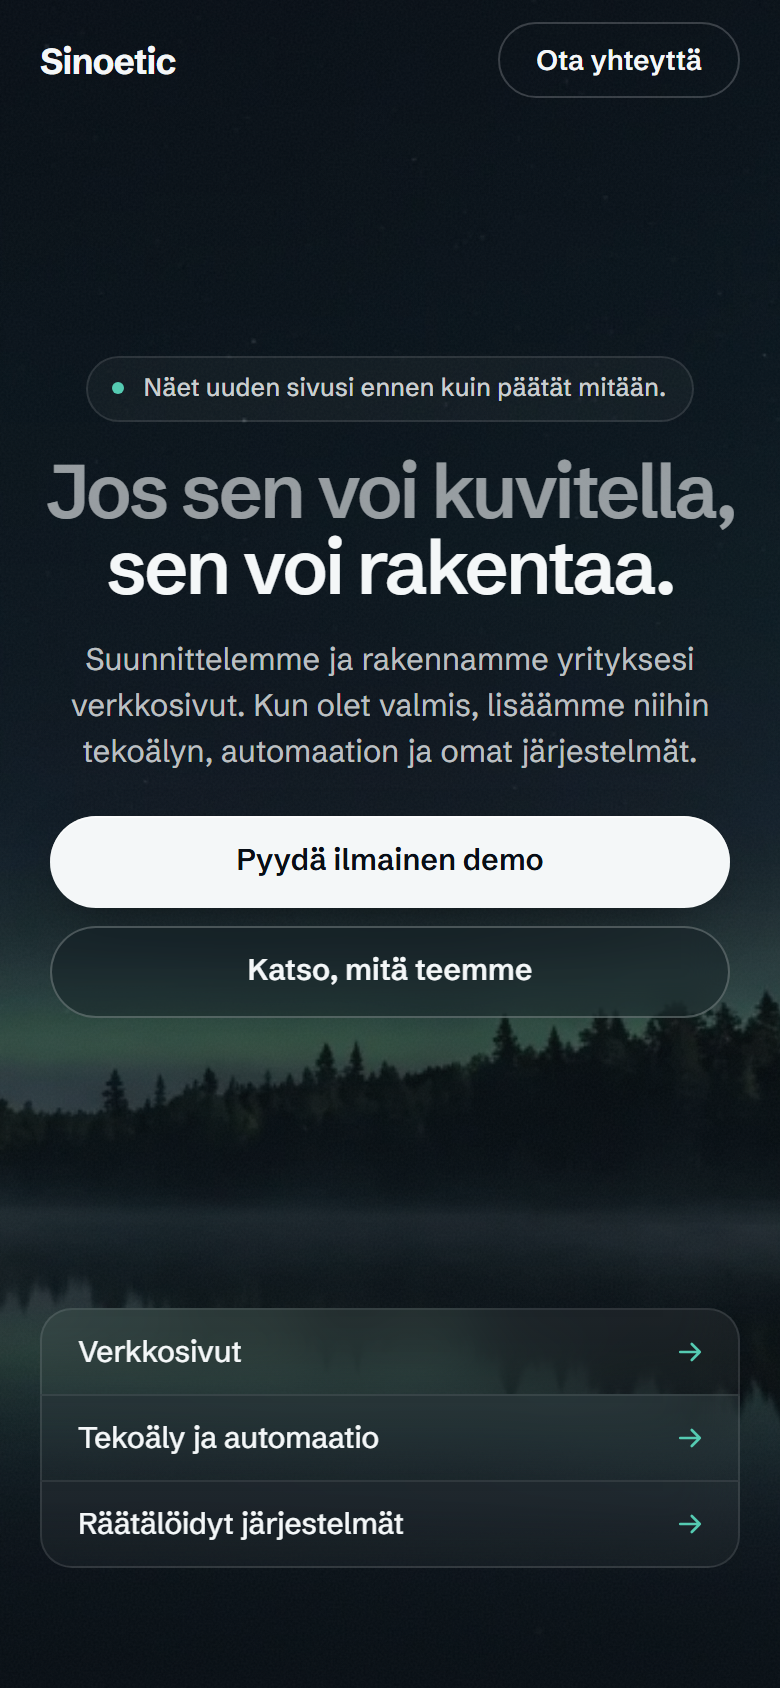 Sinoetic
Ota yhteyttä
Näet uuden sivusi ennen kuin päätät mitään.
Jos sen voi kuvitella,
sen voi rakentaa.
Suunnittelemme ja rakennamme yrityksesi
verkkosivut. Kun olet valmis, lisäämme niihin
tekoälyn, automaation ja omat järjestelmät.
Pyydä ilmainen demo
Katso, mitä teemme
Verkkosivut
Tekoäly ja automaatio
Räätälöidyt järjestelmät